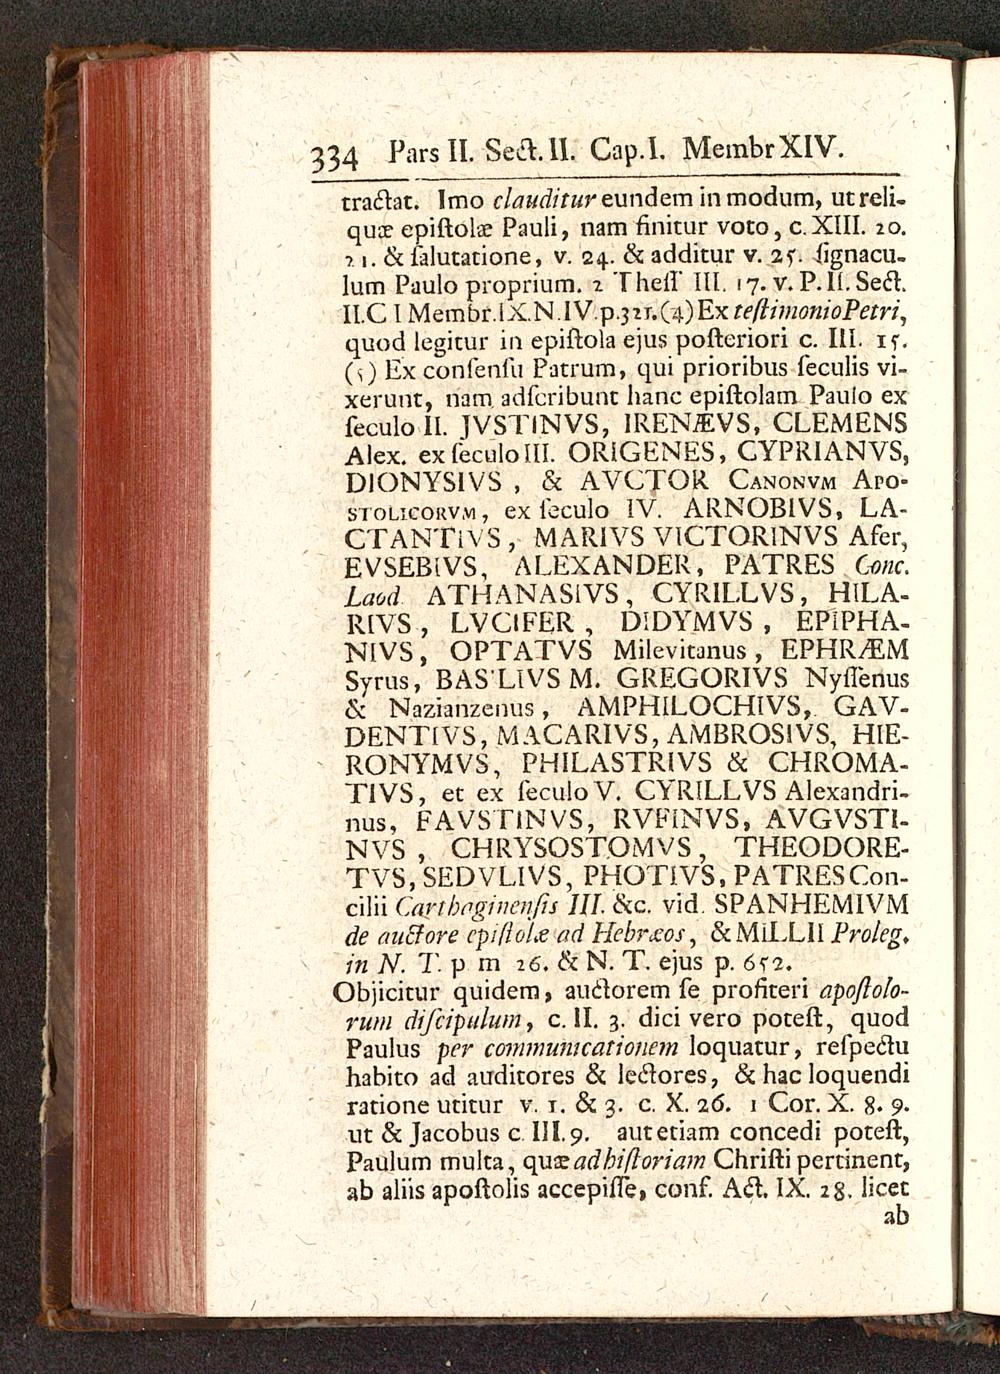 334 Pars II. Sect. II. Cap. I. Membr XIV.
tractat. Imo clauditur eundem in modum, ut reli-
quæ epiſtolæ Pauli, nam finitur voto, c. XIII. 20.
21. & ſalutatione, v. 24. & additur v. 25. ſignacu-
lum Paulo proprium. 2 Theſſ III. 17. v. P. II. Sect.
II. C I Membr. IX. N. IV. p. 321. (4) Ex teſtimonio Petri,
quod legitur in epiſtola ejus poſteriori c. III. 15.
(5) Ex conſenſu Patrum, qui prioribus ſeculis vi-
xerunt, nam adſcribunt hanc epiſtolam Paulo ex
ſeculo II. JVSTINVS, IRENÆVS, CLEMENS
Alex. ex ſeculo III. ORIGENES, CYPRIANVS,
DIONYSIVS, & AVCTOR CANONVM APO-
STOLICORVM, ex ſeculo IV. ARNOBIVS, LA-
CTANTIVS, MARIVS VICTORINVS Afer,
EVSEBIVS, ALEXANDER, PATRES Conc.
Laod. ATHANASIVS, CYRILLVS, HILA-
RIVS, LVCIFER, DIDYMVS, EPIPHA-
NIVS, OPTATVS Milevitanus, EPHRÆM
Syrus, BASILIVS M. GREGORIVS Nyſſenus
& Nazianzenus, AMPHILOCHIVS, GAV-
DENTIVS, MACARIVS, AMBROSIVS, HIE-
RONYMVS, PHILASTRIVS & CHROMA-
TIVS, et ex ſeculo V. CYRILLVS Alexandri-
nus, FAVSTINVS, RVFINVS, AVGVSTI-
NVS, CHRYSOSTOMVS, THEODORE-
TVS, SEDVLIVS, PHOTIVS, PATRES Con-
cilii Carthaginenſis III. &c. vid. SPANHEMIVM
de auctore epiſtolæ ad Hebræos, & MILLII Proleg.
in N. T. p m 26. & N. T. ejus p. 652.
Objicitur quidem, auctorem ſe profiteri apoſtolo-
rum diſcipulum, c. II. 3. dici vero poteſt, quod
Paulus per communicationem loquatur, reſpectu
habito ad auditores & lectores, & hac loquendi
ratione utitur v. 1. & 3. c. X. 26. 1 Cor. X. 8. 9.
ut & Jacobus c. III. 9. aut etiam concedi poteſt,
Paulum multa, quæ ad hiſtoriam Chriſti pertinent,
ab aliis apoſtolis accepiſſe, conf. Act. IX. 28. licet
ab